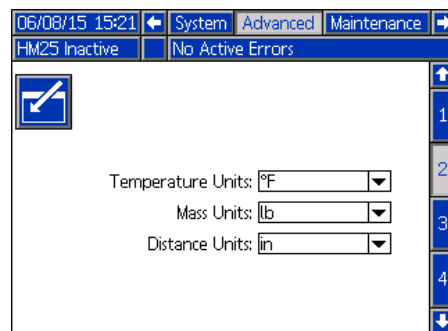 06/08/15 15:21 System Advanced Maintenance
HM25 Inactive No Active Errors
1
2
Temperature Units: °F
Mass Units: lb
3
Distance Units: in
4